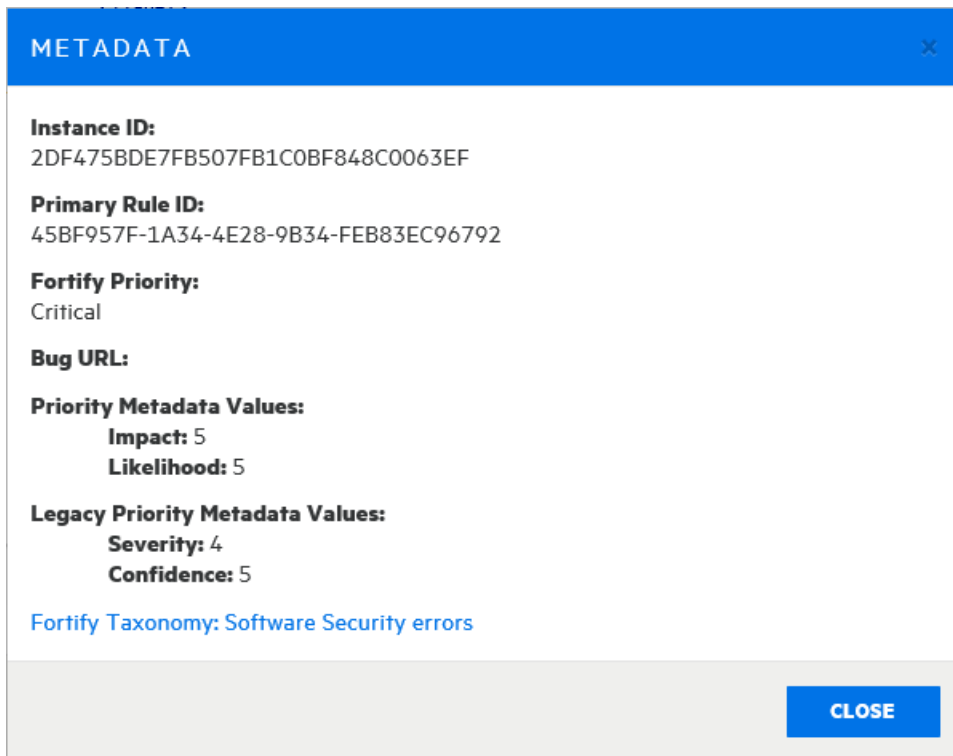 METADATA
×
Instance ID:
2DF475BDE7FB507FB1C0BF848C0063EF
Primary Rule ID:
45BF957F-1A34-4E28-9B34-FEB83EC96792
Fortify Priority:
Critical
Bug URL:
Priority Metadata Values:
Impact: 5
Likelihood: 5
Legacy Priority Metadata Values:
Severity: 4
Confidence: 5
Fortify Taxonomy: Software Security errors
CLOSE